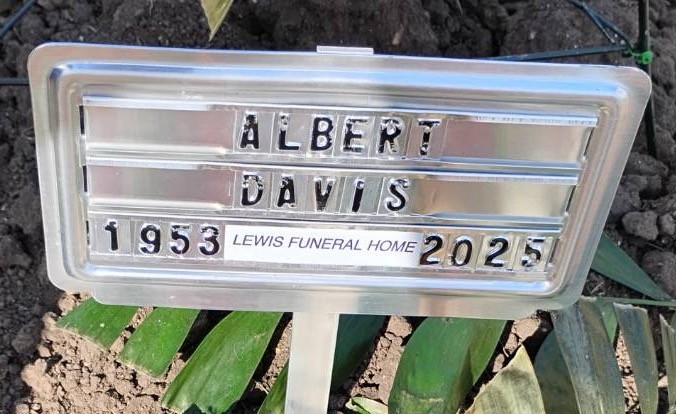 ALBERT
DAVIS
1953 LEWIS FUNERAL HOME 2025